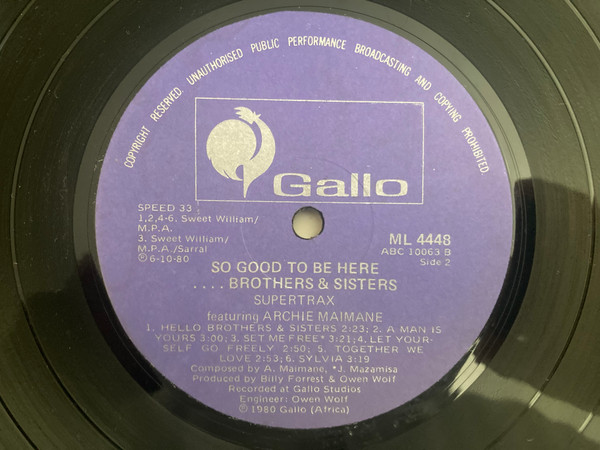 COPYRIGHT RESERVED. UNAUTHORISED PUBLIC PERFORMANCE BROADCASTING AND COPYING PROHIBITED.
Gallo
SPEED 33
1,2,4-6. Sweet William/
M.P.A.
3. Sweet William/
M.P.A./Sarral
℗6-10-80
ML 4448
ABC 10063 B
Side 2
SO GOOD TO BE HERE
.... BROTHERS & SISTERS
SUPERTRAX
featuring ARCHIE MAIMANE
1. HELLO BROTHERS & SISTERS 2:23; 2. A MAN IS
YOURS 3:00; 3. SET ME FREE* 3:21; 4. LET YOUR-
SELF GO FREELY 2:50; 5. TOGETHER WE
LOVE 2:53; 6. SYLVIA 3:19
Composed by A. Maimane, *J. Mazamisa
Produced by Billy Forrest & Owen Wolf
Recorded at Gallo Studios
Engineer: Owen Wolf
℗ 1980 Gallo (Africa)